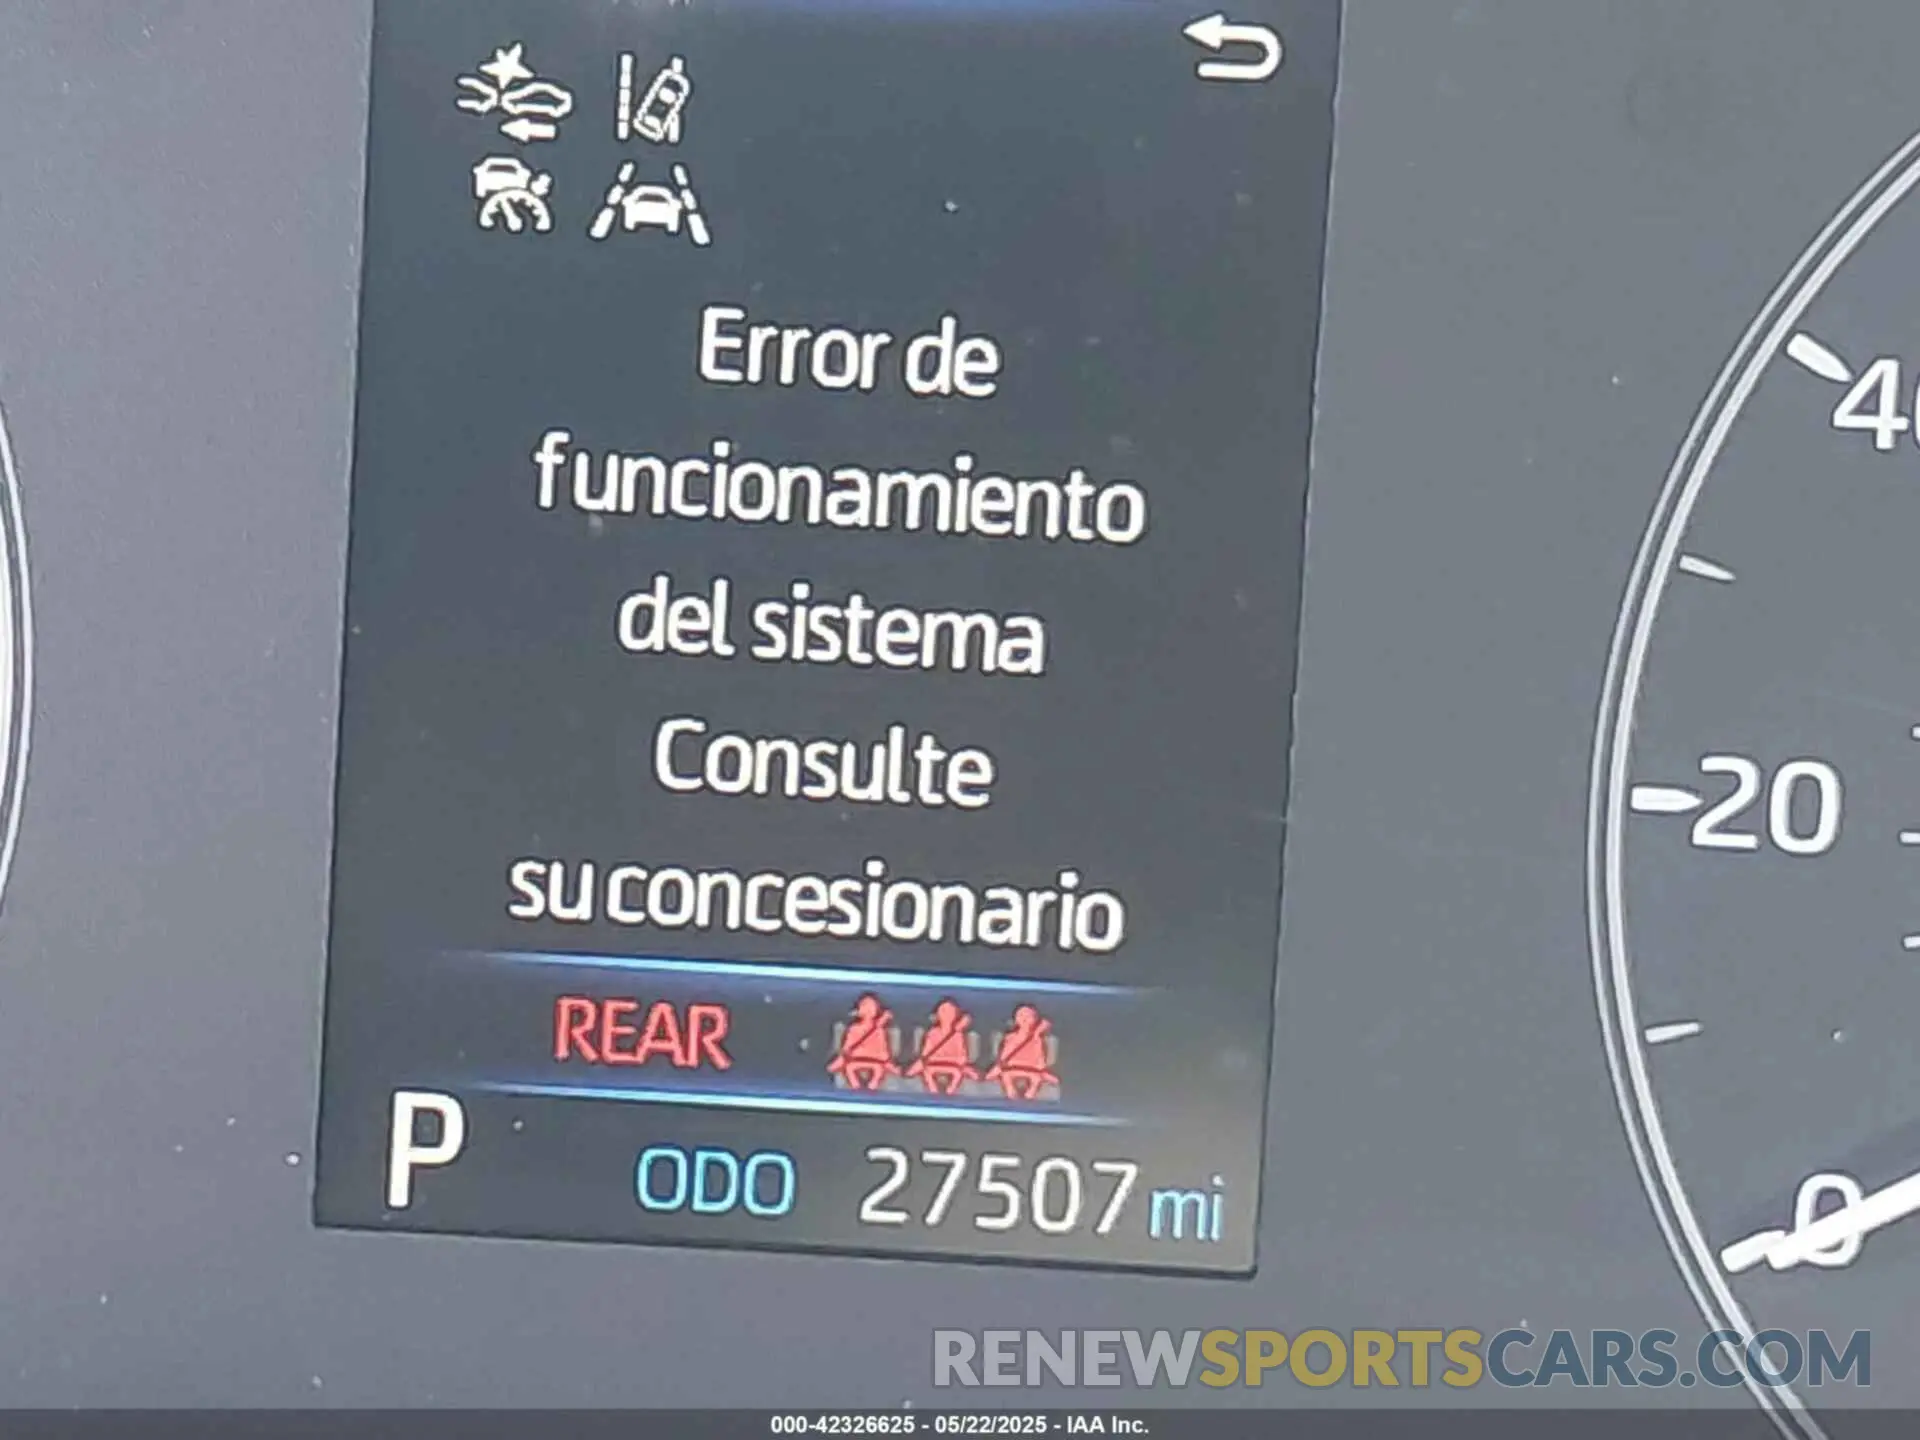 Error de
funcionamiento
del sistema
Consulte
su concesionario
REAR
P ODO 27507 mi
20
0
RENEWSPORTSCARS.COM
000-42326625 - 05/22/2025 - IAA Inc.